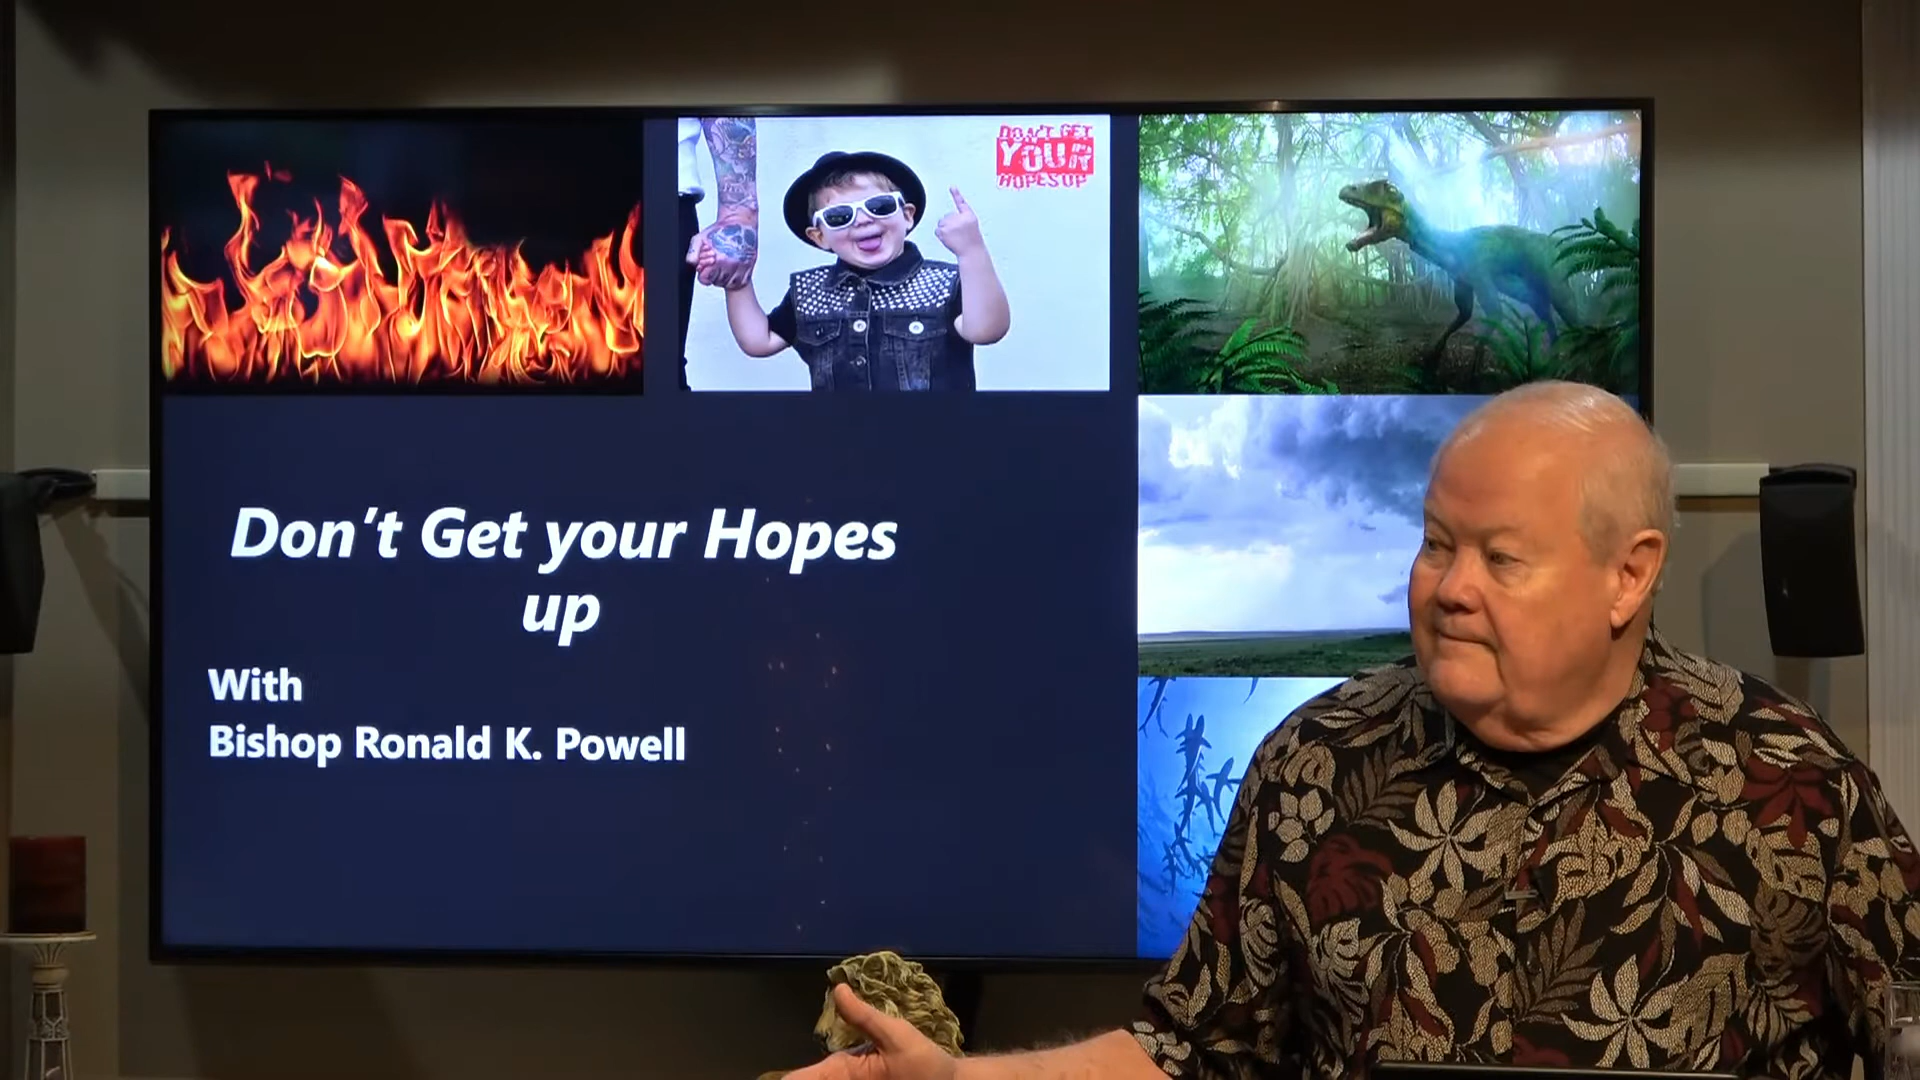 DON'T GET
YOUR
HOPES UP
Don't Get your Hopes
up
With
Bishop Ronald K. Powell